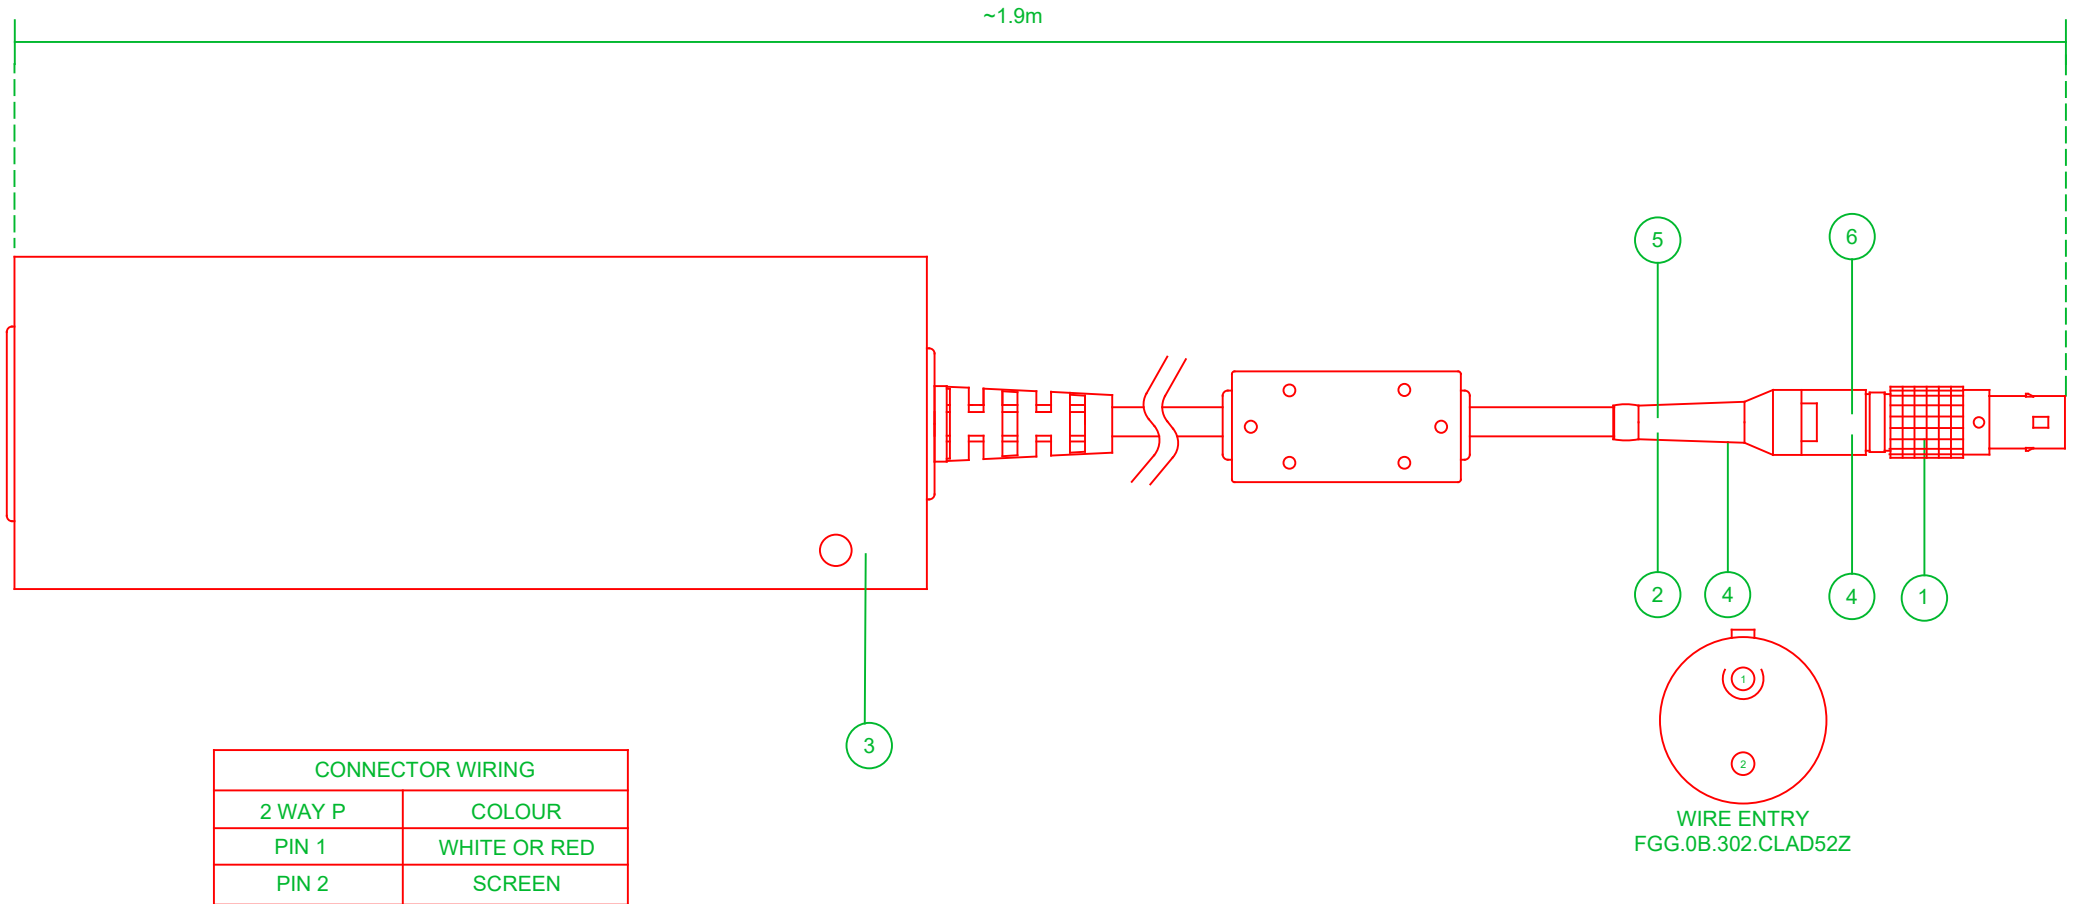 ~1.9m
5
6
2
4
4
1
3
1
2
WIRE ENTRY
FGG.0B.302.CLAD52Z
CONNECTOR WIRING
2 WAY P COLOUR
PIN 1 WHITE OR RED
PIN 2 SCREEN